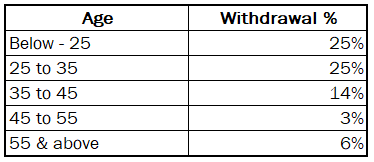 Age Withdrawal %
Below - 25 25%
25 to 35 25%
35 to 45 14%
45 to 55 3%
55 & above 6%